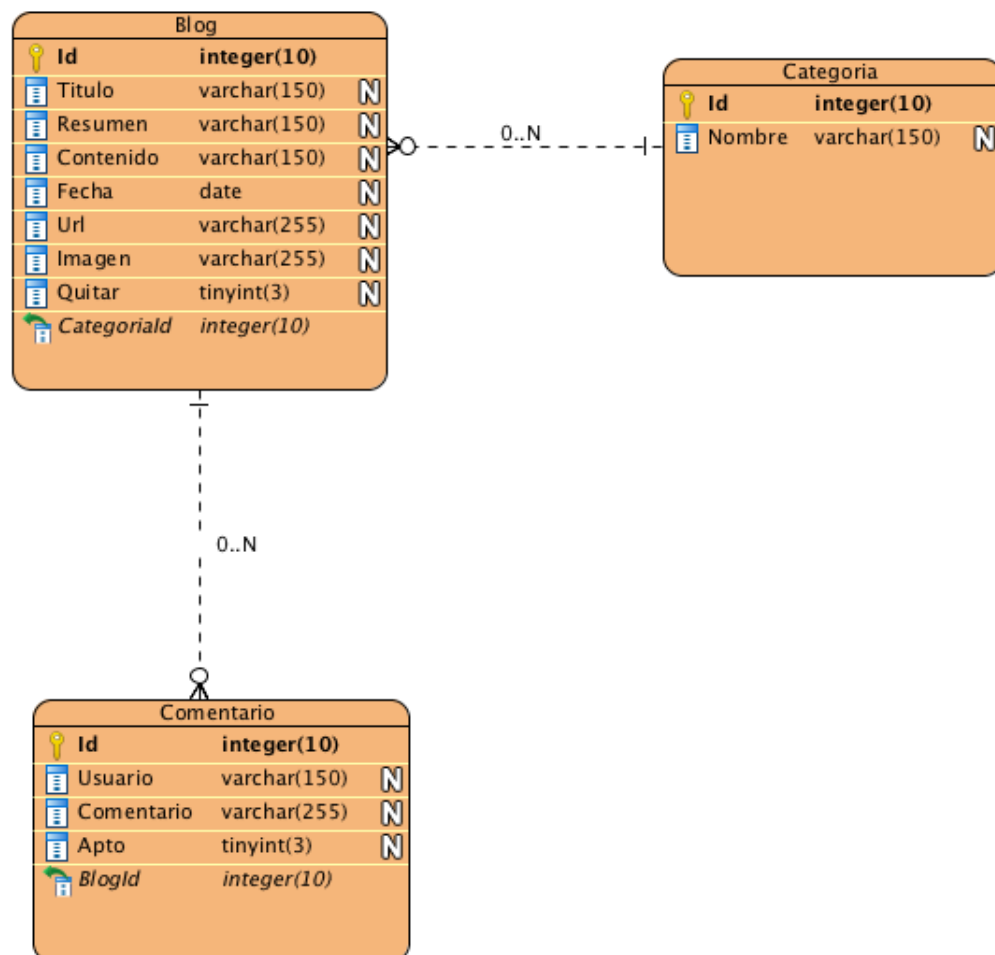 Blog
Id integer(10)
Titulo varchar(150) N
Resumen varchar(150) N
Contenido varchar(150) N
Fecha date N
Url varchar(255) N
Imagen varchar(255) N
Quitar tinyint(3) N
CategoriaId integer(10)
0..N
Categoria
Id integer(10)
Nombre varchar(150) N
0..N
Comentario
Id integer(10)
Usuario varchar(150) N
Comentario varchar(255) N
Apto tinyint(3) N
BlogId integer(10)